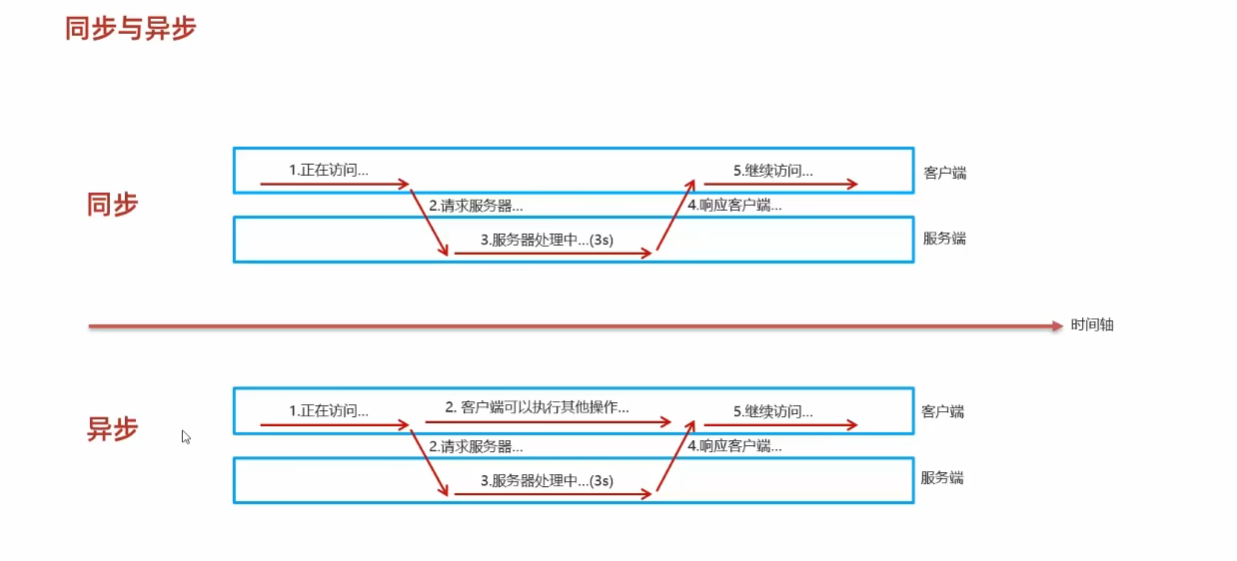 同步与异步
1.正在访问...
5.继续访问...
客户端
同步
2.请求服务器...
4.响应客户端...
3.服务器处理中...(3s)
服务端
时间轴
1.正在访问...
2. 客户端可以执行其他操作...
5.继续访问...
客户端
异步
2.请求服务器...
4.响应客户端...
3.服务器处理中...(3s)
服务端